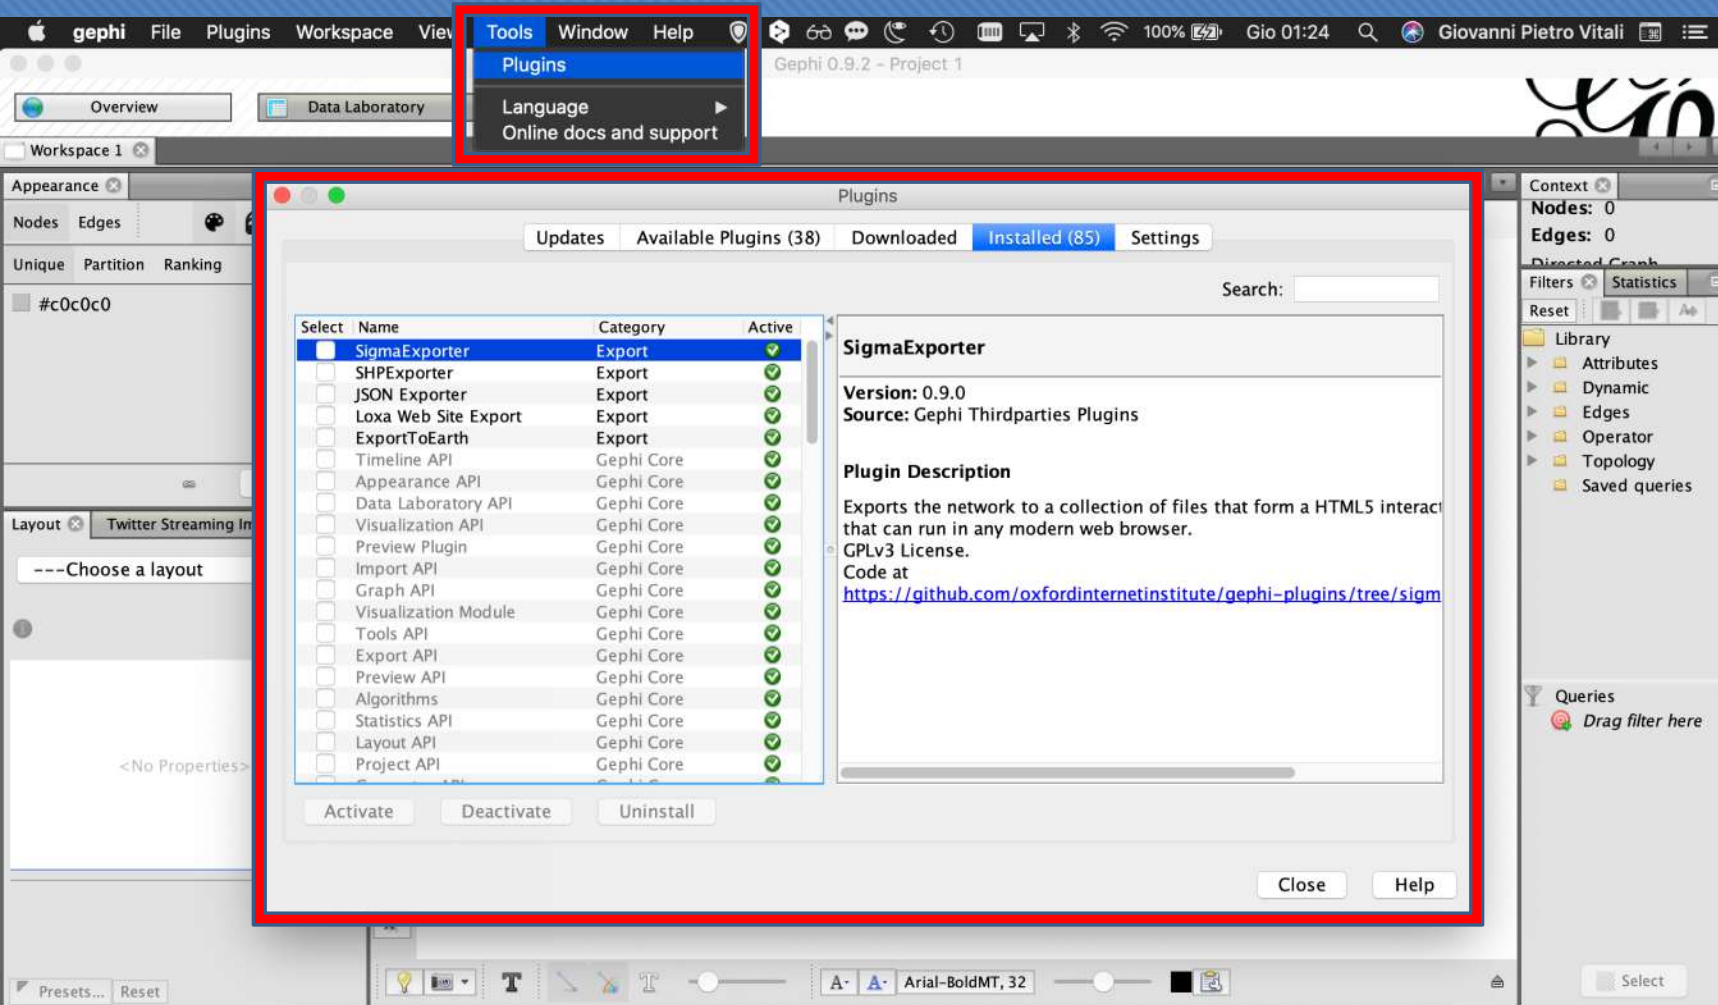 gephi File Plugins Workspace View Tools Window Help 100% Gio 01:24 Giovanni Pietro Vitali
Plugins
Language
Online docs and support
Gephi 0.9.2 - Project 1
Overview
Data Laboratory
Workspace 1
Appearance
Nodes Edges
Unique Partition Ranking
#c0c0c0
Layout
Twitter Streaming
---Choose a layout
<No Properties>
Presets... Reset
Plugins
Updates Available Plugins (38) Downloaded Installed (85) Settings
Search:
Select Name Category Active
SigmaExporter Export
SHPExporter Export
JSON Exporter Export
Loxa Web Site Export Export
ExportToEarth Export
Timeline API Gephi Core
Appearance API Gephi Core
Data Laboratory API Gephi Core
Visualization API Gephi Core
Preview Plugin Gephi Core
Import API Gephi Core
Graph API Gephi Core
Visualization Module Gephi Core
Tools API Gephi Core
Export API Gephi Core
Preview API Gephi Core
Algorithms Gephi Core
Statistics API Gephi Core
Layout API Gephi Core
Project API Gephi Core
SigmaExporter
Version: 0.9.0
Source: Gephi Thirdparties Plugins
Plugin Description
Exports the network to a collection of files that form a HTML5 interact
that can run in any modern web browser.
GPLv3 License.
Code at
https://github.com/oxfordinternetinstitute/gephi-plugins/tree/sigm
Activate Deactivate Uninstall
Close Help
Context
Nodes: 0
Edges: 0
Directed Graph
Filters Statistics
Reset
Library
Attributes
Dynamic
Edges
Operator
Topology
Saved queries
Queries
Drag filter here
Select
T T A- A- Arial-BoldMT, 32